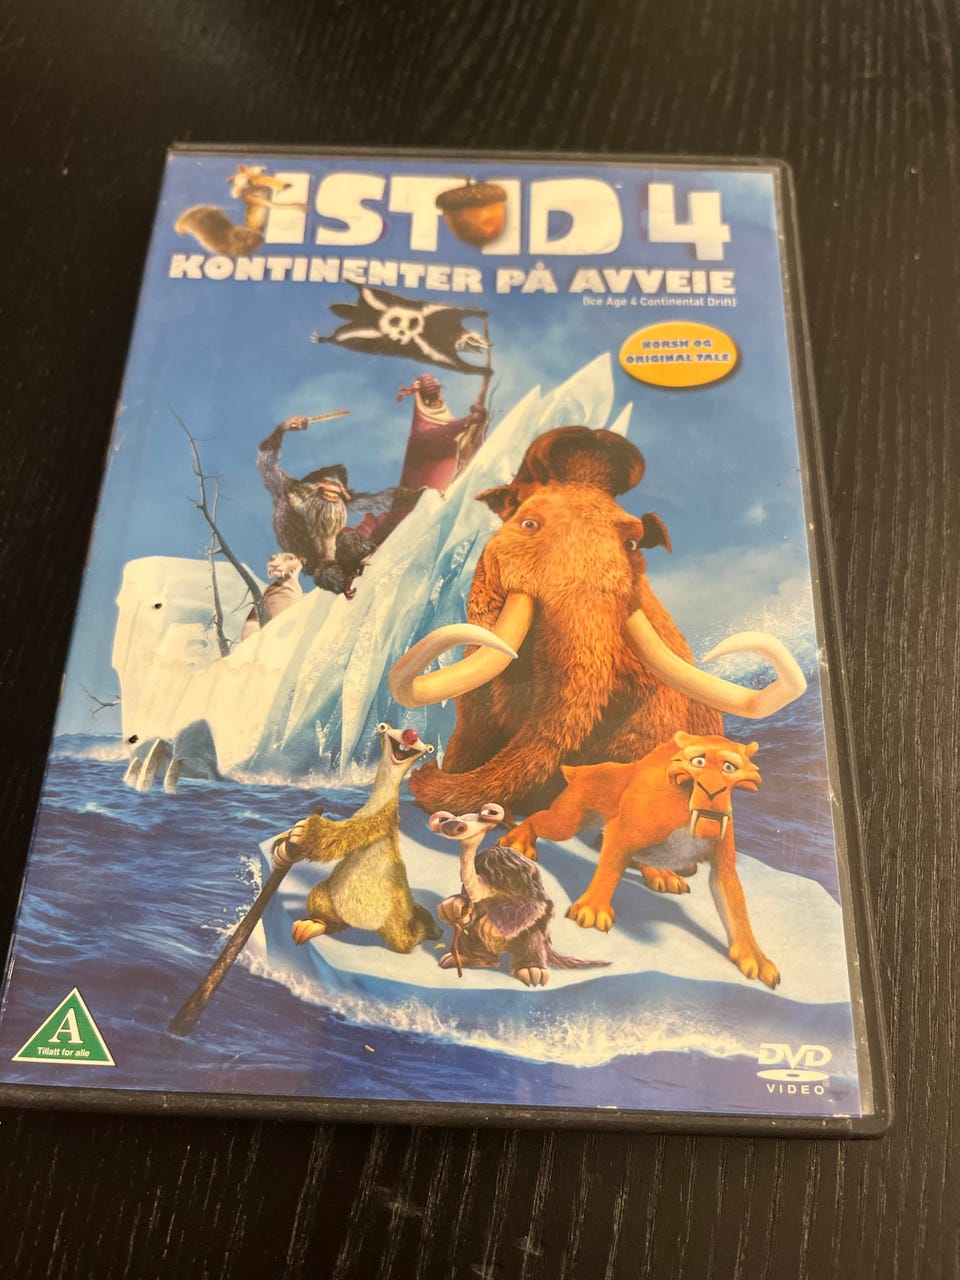 ISTID 4
KONTINENTER PÅ AVVEIE
(Ice Age 4 Continental Drift)
NORSK OG
ORIGINAL TALE
A
Tillatt for alle
DVD
VIDEO